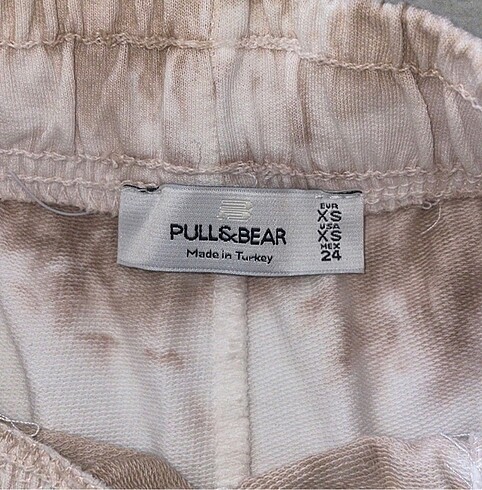 PULL&BEAR
Made in Turkey
EUR
XS
USA
XS
MEX
24